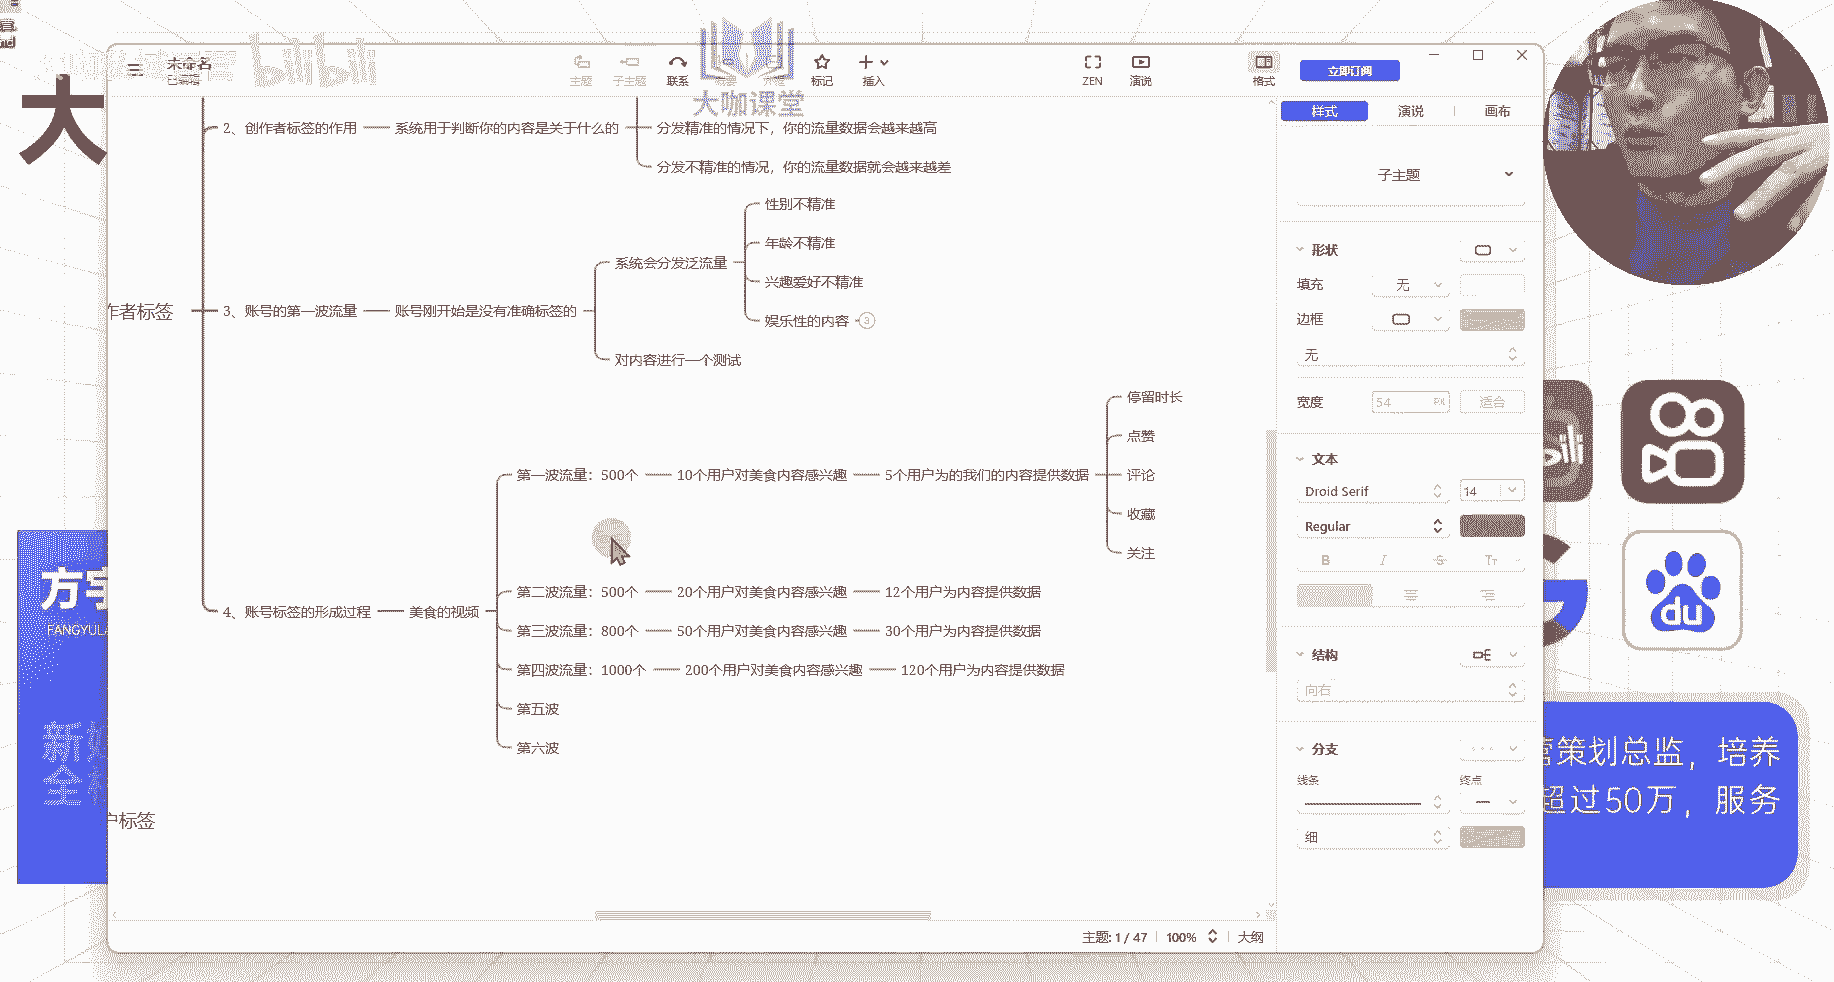 未命名
已编辑
bilibili
主题
子主题
联系
标记
插入
大咖课堂
ZEN
演说
格式
立即订阅
大
样式
演说
画布
2、创作者标签的作用
系统用于判断你的内容是关于什么的
分发精准的情况下，你的流量数据会越来越高
分发不精准的情况，你的流量数据就会越来越差
性别不精准
年龄不精准
系统会分发泛流量
兴趣爱好不精准
娱乐性的内容
3
作者标签
3、账号的第一波流量
账号刚开始是没有准确标签的
对内容进行一个测试
停留时长
点赞
第一波流量：500个
10个用户对美食内容感兴趣
5个用户为的我们的内容提供数据
评论
收藏
关注
第二波流量：500个
20个用户对美食内容感兴趣
12个用户为内容提供数据
4、账号标签的形成过程
美食的视频
第三波流量：800个
50个用户对美食内容感兴趣
30个用户为内容提供数据
第四波流量：1000个
200个用户对美食内容感兴趣
120个用户为内容提供数据
第五波
第六波
户标签
子主题
形状
填充
无
边框
无
宽度
54
PX
适合
文本
Droid Serif
14
Regular
B I S Tт
结构
向右
分支
线条
终点
细
主题: 1 / 47
100%
大纲
方宇
FANGYULA
新
全
bili
du
营策划总监，培养
超过50万，服务